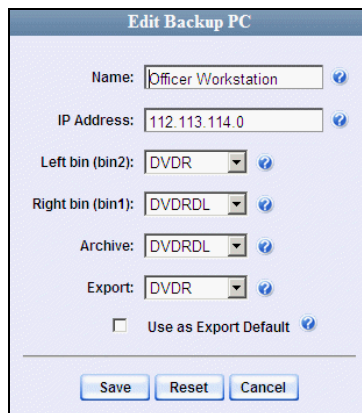 Edit Backup PC
Name: Officer Workstation
IP Address: 112.113.114.0
Left bin (bin2): DVDR
Right bin (bin1): DVDRDL
Archive: DVDRDL
Export: DVDR
Use as Export Default
Save Reset Cancel